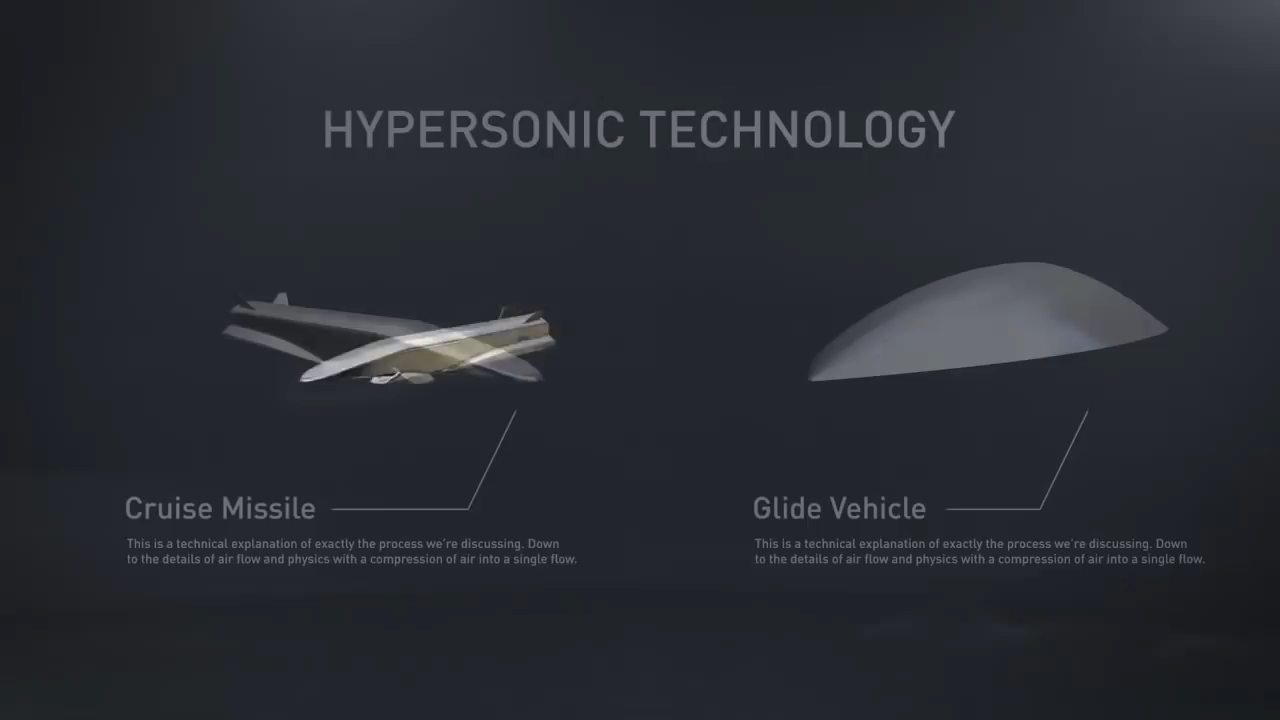 HYPERSONIC TECHNOLOGY
Cruise Missile
This is a technical explanation of exactly the process we're discussing. Down
to the details of air flow and physics with a compression of air into a single flow.
Glide Vehicle
This is a technical explanation of exactly the process we're discussing. Down
to the details of air flow and physics with a compression of air into a single flow.